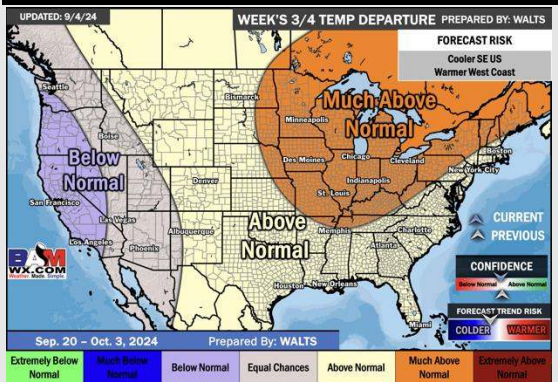 UPDATED: 9/4/24
WEEK'S 3/4 TEMP DEPARTURE PREPARED BY: WALTS
FORECAST RISK
Cooler SE US
Warmer West Coast
Seattle
Bismarck
Much Above
Normal
Minneapolis
Boise
Boston
Below
Normal
Des Moines
Chicago
Cleveland
New York City
Indianapolis
Denver
St. Louis
San Francisco
Las Vegas
Above
Normal
CURRENT
PREVIOUS
Albuquerque
Memphis
Charlotte
Los Angeles
Phoenix
Atlanta
BAM
WX.COM
Weather Made. Simple.
CONFIDENCE
Below Normal Above Normal
Houston
New Orleans
FORECAST TREND RISK
COLDER WARMER
Miami
Sep. 20 – Oct. 3, 2024 Prepared By: WALTS
Extremely Below Normal
Much Below Normal
Below Normal
Equal Chances
Above Normal
Much Above Normal
Extremely Above Normal